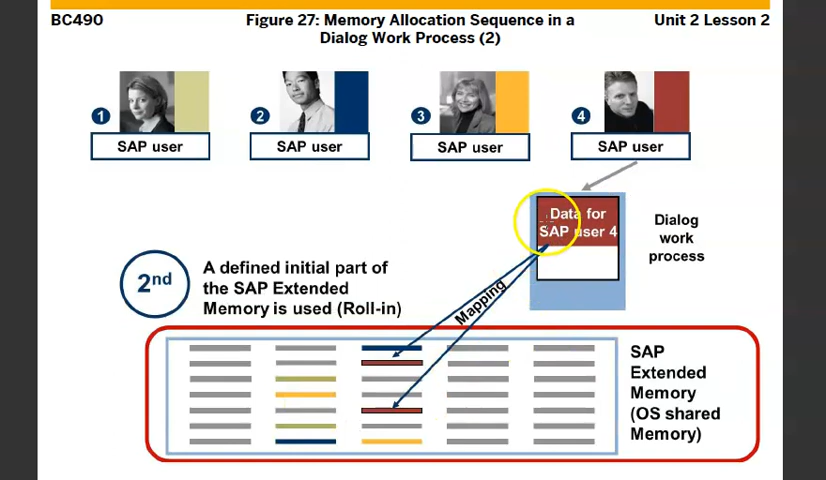 BC490
Figure 27: Memory Allocation Sequence in a
Dialog Work Process (2)
Unit 2 Lesson 2
1
2
3
4
SAP user
SAP user
SAP user
SAP user
Data for
SAP user 4
Dialog
work
process
2nd
A defined initial part of
the SAP Extended
Memory is used (Roll-in)
Mapping
SAP
Extended
Memory
(OS shared
Memory)